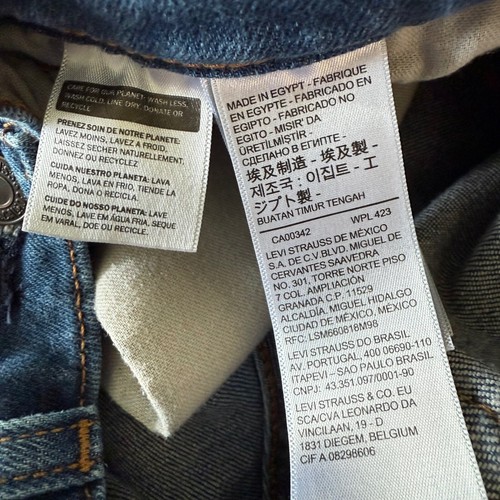 CARE FOR OUR PLANET: WASH LESS,
WASH COLD, LINE DRY, DONATE OR
RECYCLE
PRENEZ SOIN DE NOTRE PLANETE:
LAVEZ MOINS, LAVEZ A FROID,
LAISSEZ SECHER NATURELLEMENT,
DONNEZ OU RECYCLEZ
CUIDA NUESTRO PLANETA: LAVA
MENOS, LAVA EN FRIO, TIENDE LA
ROPA, DONA O RECICLA.
CUIDE DO NOSSO PLANETA: LAVE
MENOS, LAVE EM ÁGUA FRIA, SEQUE
EM VARAL, DOE OU RECICLE.
MADE IN EGYPT - FABRIQUE
EN EGYPTE - FABRICADO EN
EGIPTO - FABRICADO NO
EGITO - MISIR' DA
ÜRETILMİŞTİR -
СДЕЛАНО В ЕГИПТЕ -
埃及制造 - 埃及製 -
제조국 : 이집트 - エ
ジプト製 -
BUATAN TIMUR TENGAH
CA00342 WPL 423
LEVI STRAUSS DE MÉXICO
S.A. DE C.V.BLVD. MIGUEL DE
CERVANTES SAAVEDRA
NO. 301, TORRE NORTE PISO
7 COL. AMPLIACIÓN
GRANADA C.P. 11529
ALCALDÍA. MIGUEL HIDALGO
CIUDAD DE MÉXICO, MÉXICO
RFC: LSM660818M98
LEVI STRAUSS DO BRASIL
AV. PORTUGAL, 400 06690-110
ITAPEVI – SAO PAULO BRASIL
CNPJ: 43.351.097/0001-90
LEVI STRAUSS & CO. EU
SCA/CVA LEONARDO DA
VINCILAAN, 19 - D
1831 DIEGEM, BELGIUM
CIF A 08298606